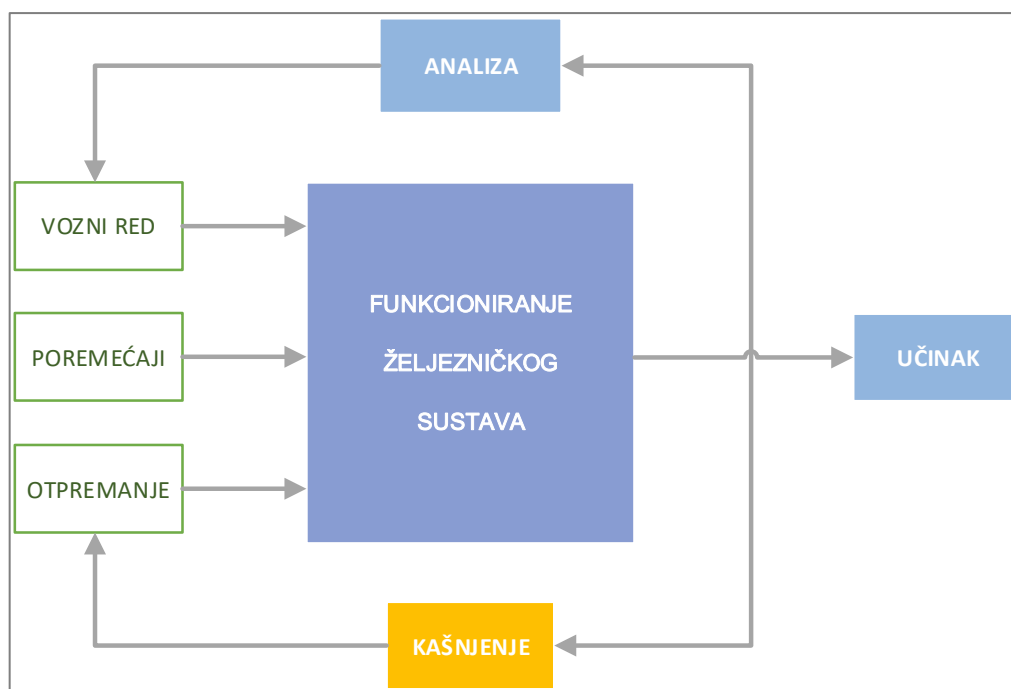 ANALIZA
VOZNI RED
FUNKCIONIRANJE
ŽELJEZNIČKOG
SUSTAVA
POREMEĆAJI
UČINAK
OTPREMANJE
KAŠNJENJE